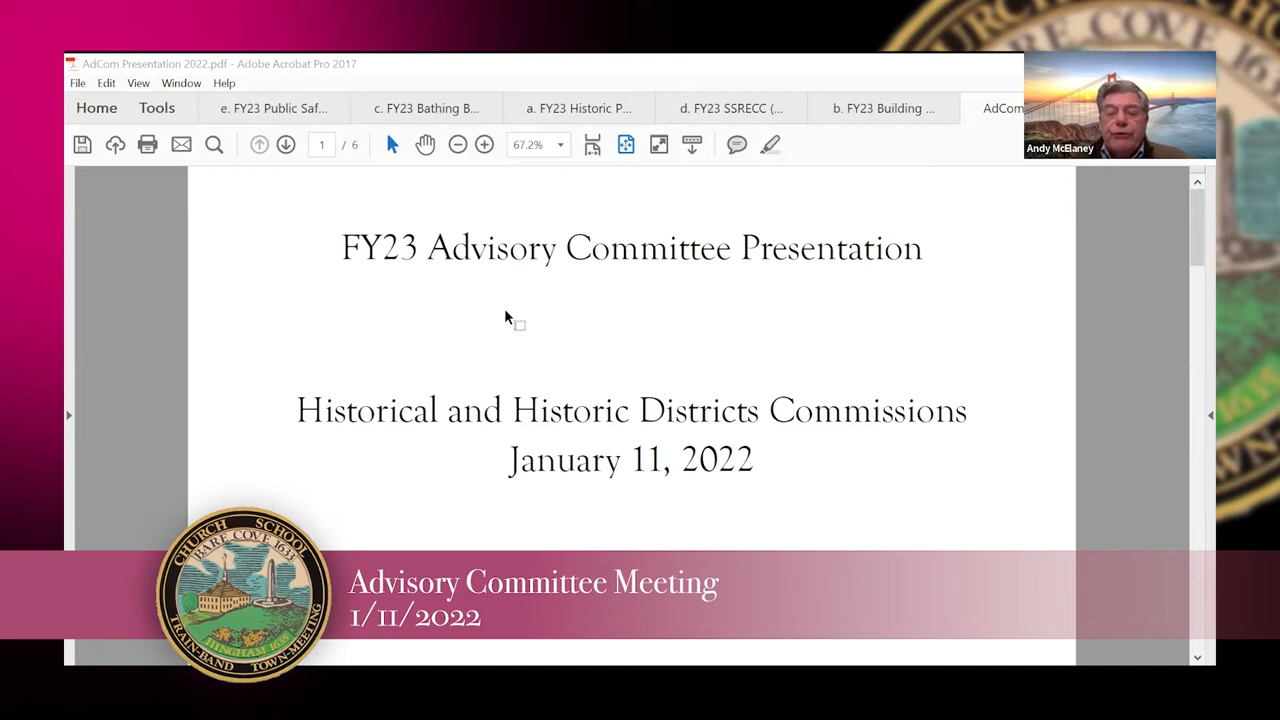 AdCom Presentation 2022.pdf - Adobe Acrobat Pro 2017
File Edit View Window Help
Home Tools e. FY23 Public Saf... c. FY23 Bathing B... a. FY23 Historic P... d. FY23 SSRECC (... b. FY23 Building ... AdCom
1 / 6 67.2%
Andy McElaney
FY23 Advisory Committee Presentation
Historical and Historic Districts Commissions
January 11, 2022
CHURCH SCHOOL
BARE COVE 1633
HINGHAM 1635
TRAIN-BAND TOWN-MEETING
Advisory Committee Meeting
1/11/2022